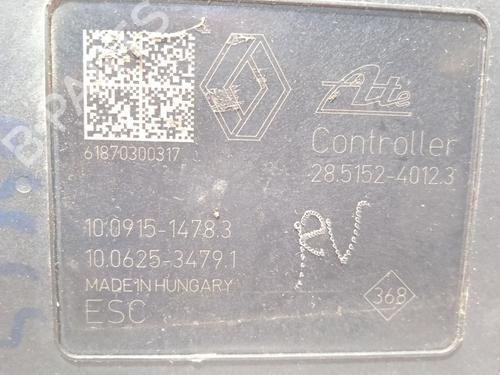 Ate
61870300317
Controller
28.5152-4012.3
10.0915-1478.3
10.0625-3479.1
MADE IN HUNGARY
ESC
368